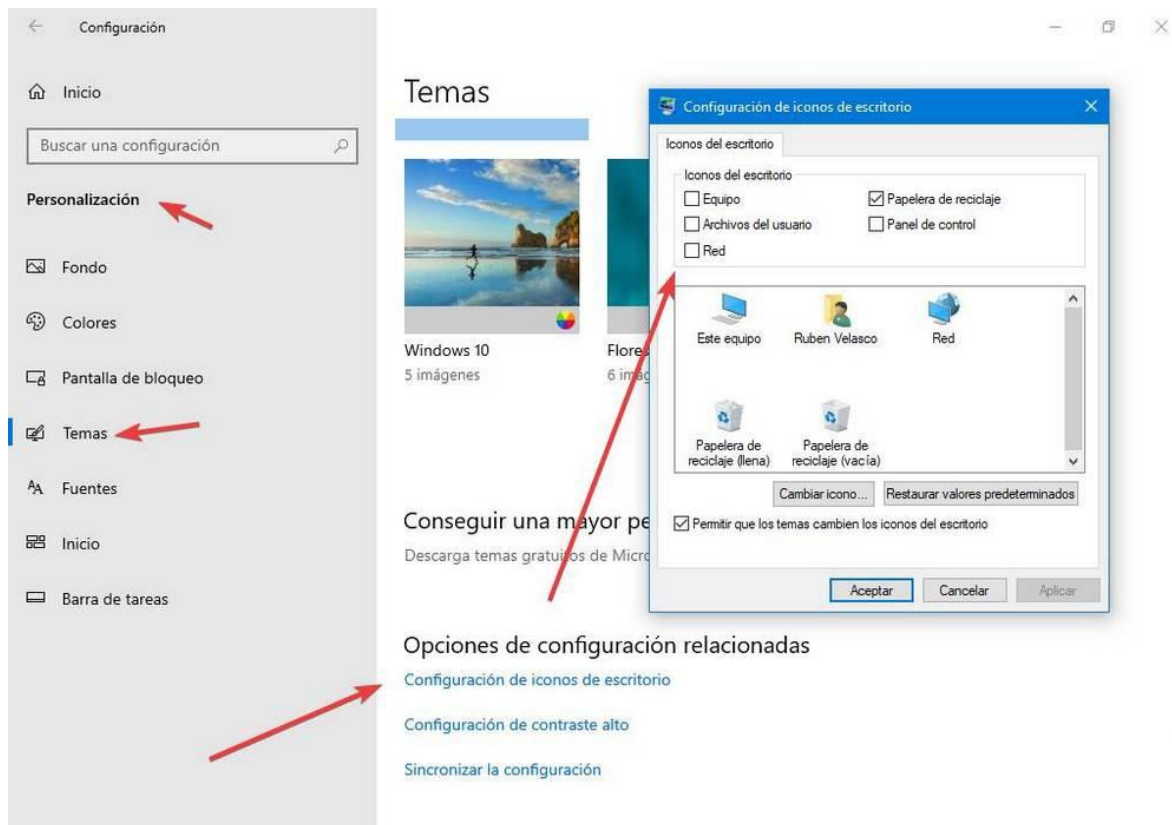 Configuración
Inicio
Buscar una configuración
Personalización
Fondo
Colores
Pantalla de bloqueo
Temas
Fuentes
Inicio
Barra de tareas
Temas
Windows 10
5 imágenes
Flores
6 imág
Conseguir una mayor pe
Descarga temas gratuitos de Micro
Opciones de configuración relacionadas
Configuración de iconos de escritorio
Configuración de contraste alto
Sincronizar la configuración
Configuración de iconos de escritorio
Iconos del escritorio
Iconos del escritorio
Equipo
Papelera de reciclaje
Archivos del usuario
Panel de control
Red
Este equipo
Ruben Velasco
Red
Papelera de
reciclaje (llena)
Papelera de
reciclaje (vacía)
Cambiar icono...
Restaurar valores predeterminados
Permitir que los temas cambien los iconos del escritorio
Aceptar
Cancelar
Aplicar